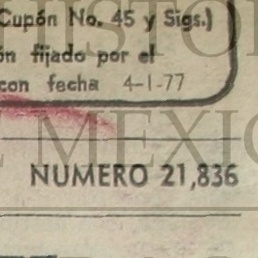 Cupón No. 45 y Sigs.)
ón fijado por el
con fecha 4-1-77
NUMERO 21,836